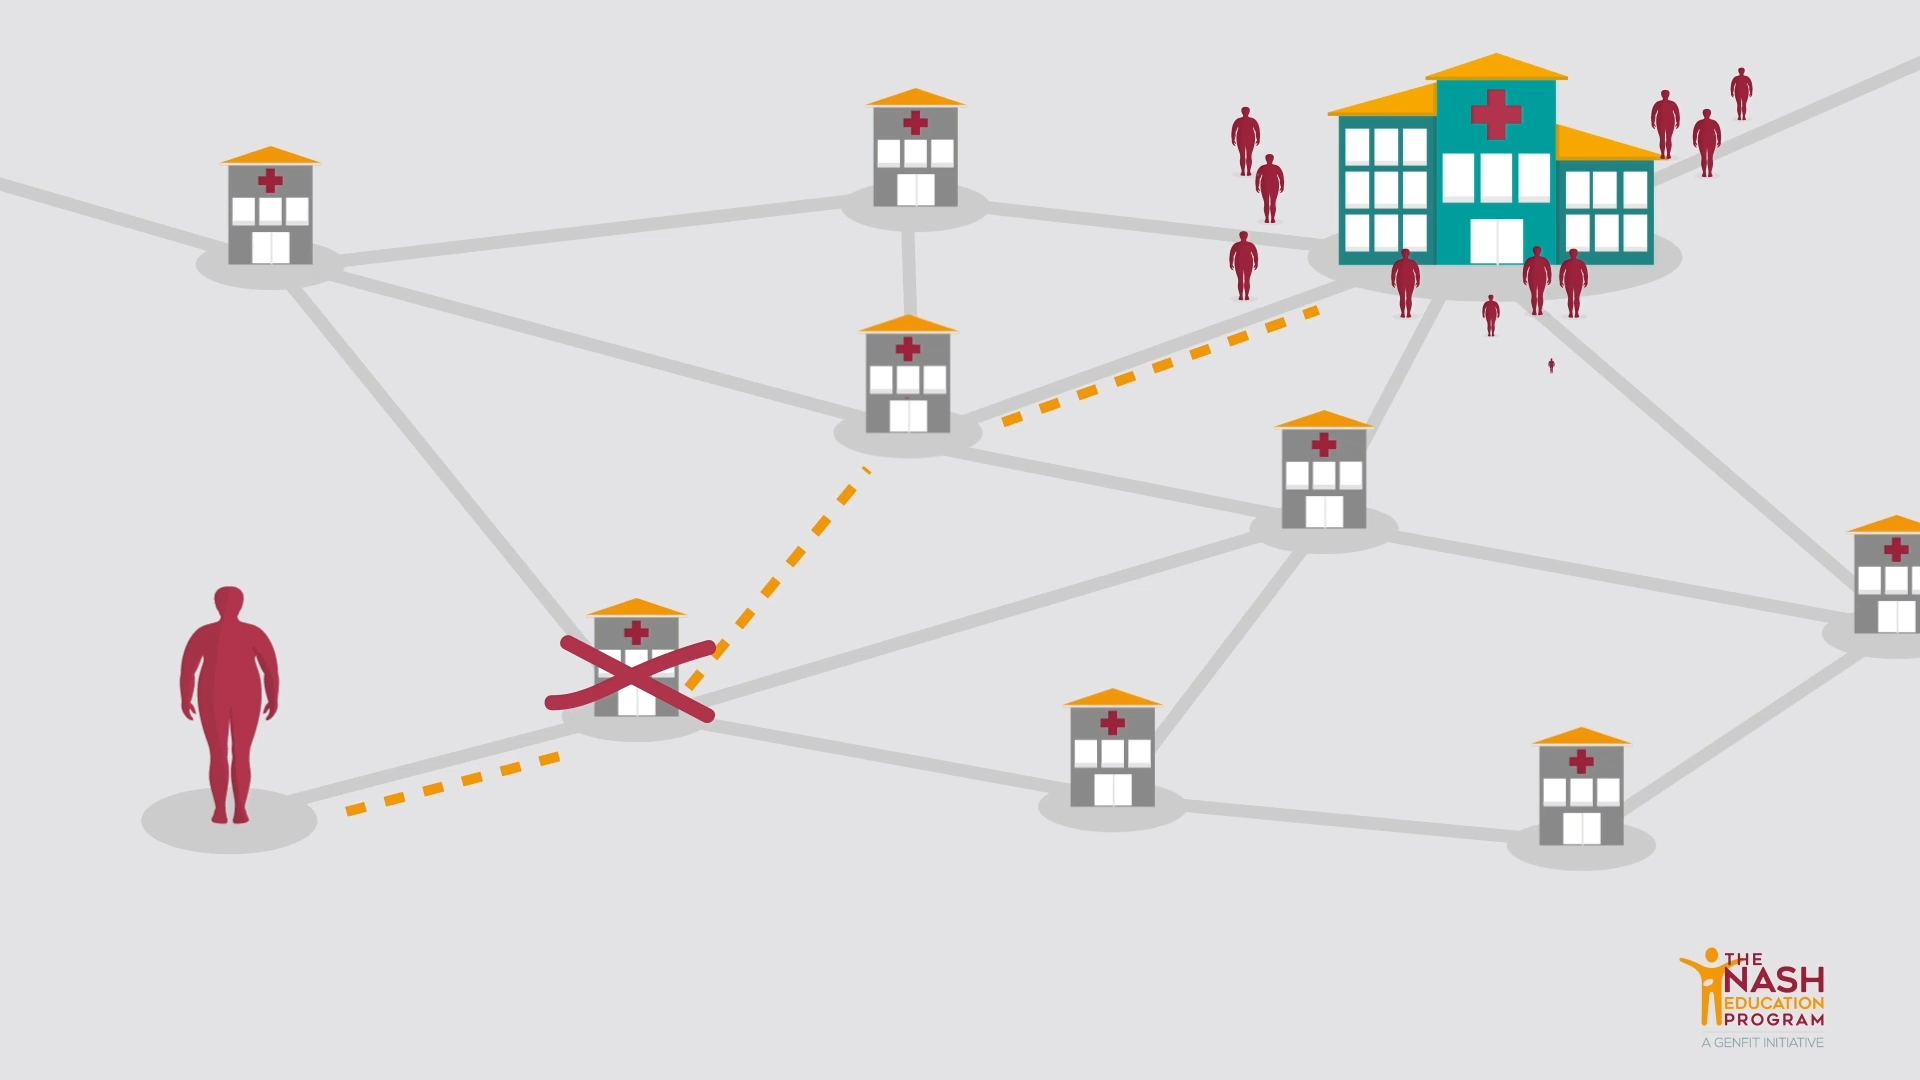 THE
NASH
EDUCATION
PROGRAM
A GENFIT INITIATIVE